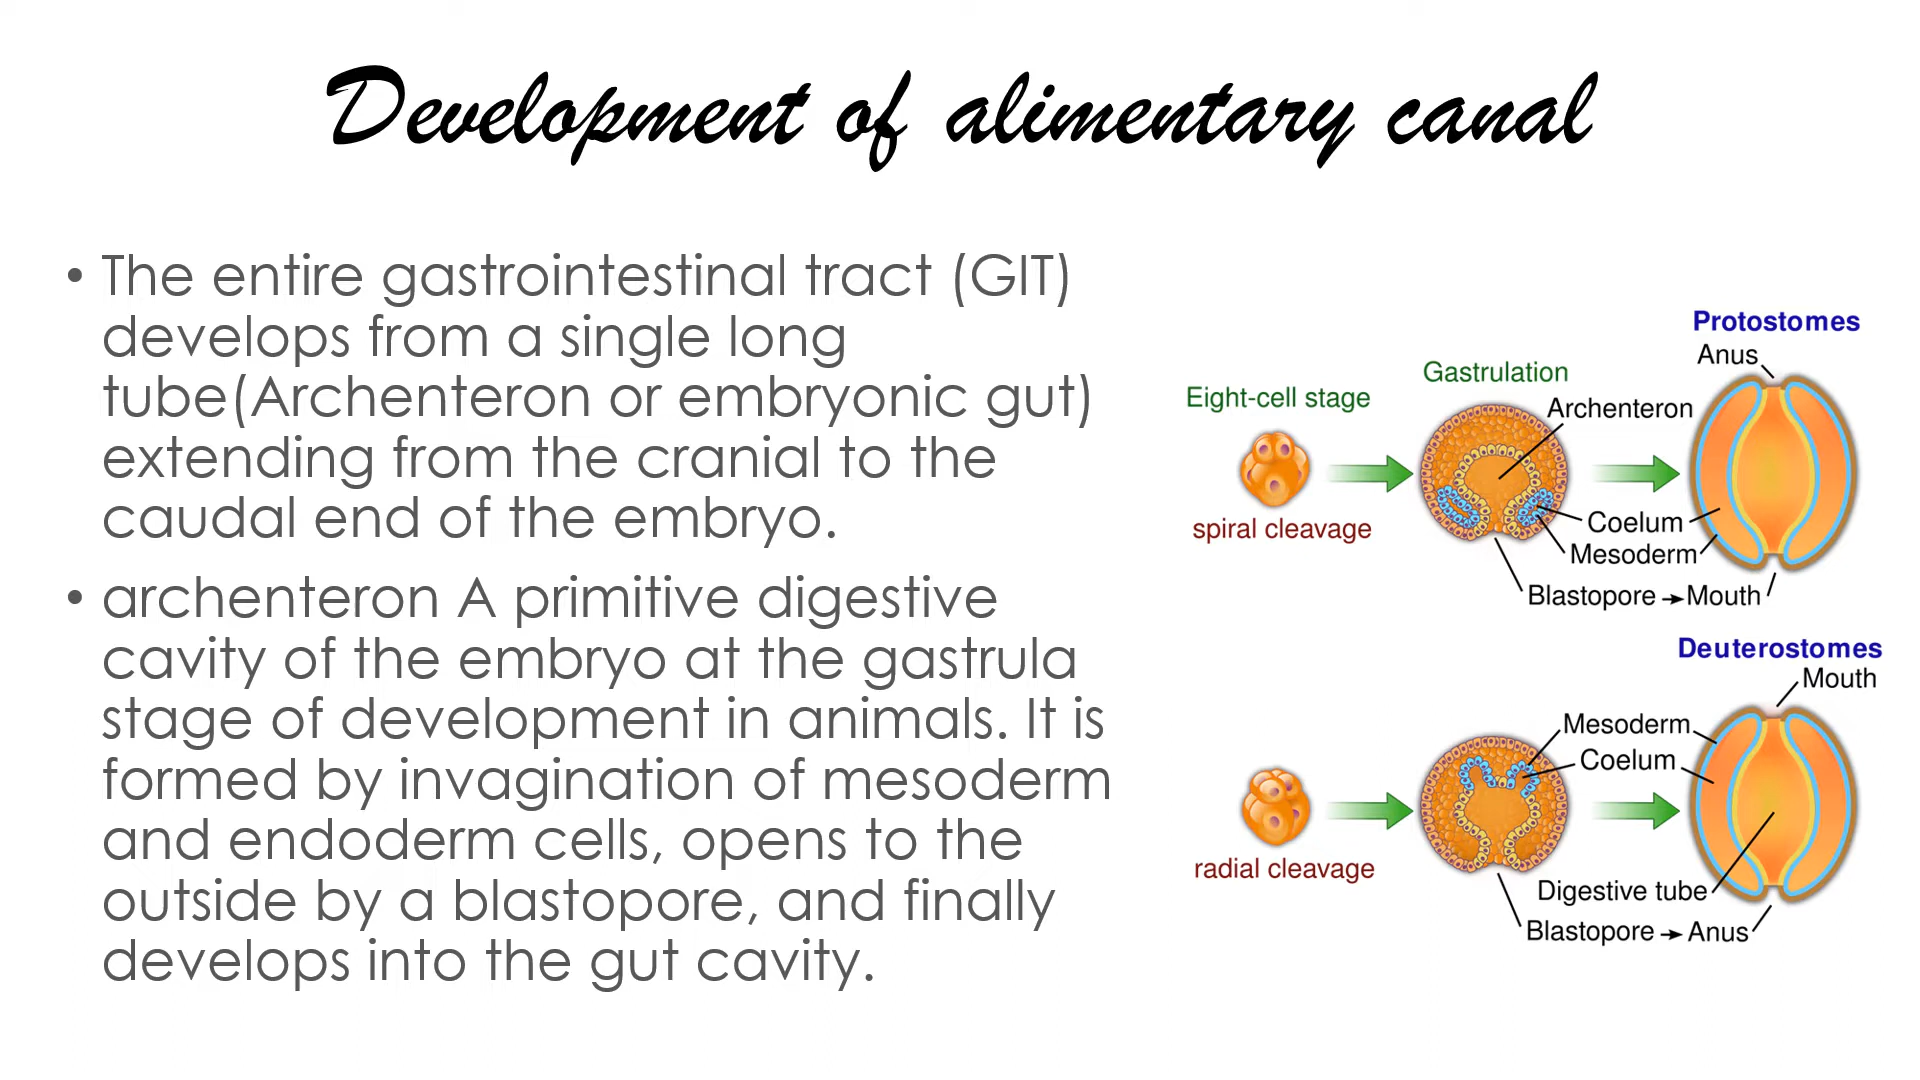 Development of alimentary canal
• The entire gastrointestinal tract (GIT)
develops from a single long
tube(Archenteron or embryonic gut)
extending from the cranial to the
caudal end of the embryo.
• archenteron A primitive digestive
cavity of the embryo at the gastrula
stage of development in animals. It is
formed by invagination of mesoderm
and endoderm cells, opens to the
outside by a blastopore, and finally
develops into the gut cavity.
Protostomes
Anus
Gastrulation
Eight-cell stage
Archenteron
spiral cleavage
Coelum
Mesoderm
Blastopore → Mouth
Deuterostomes
Mouth
Mesoderm
Coelum
radial cleavage
Digestive tube
Blastopore → Anus